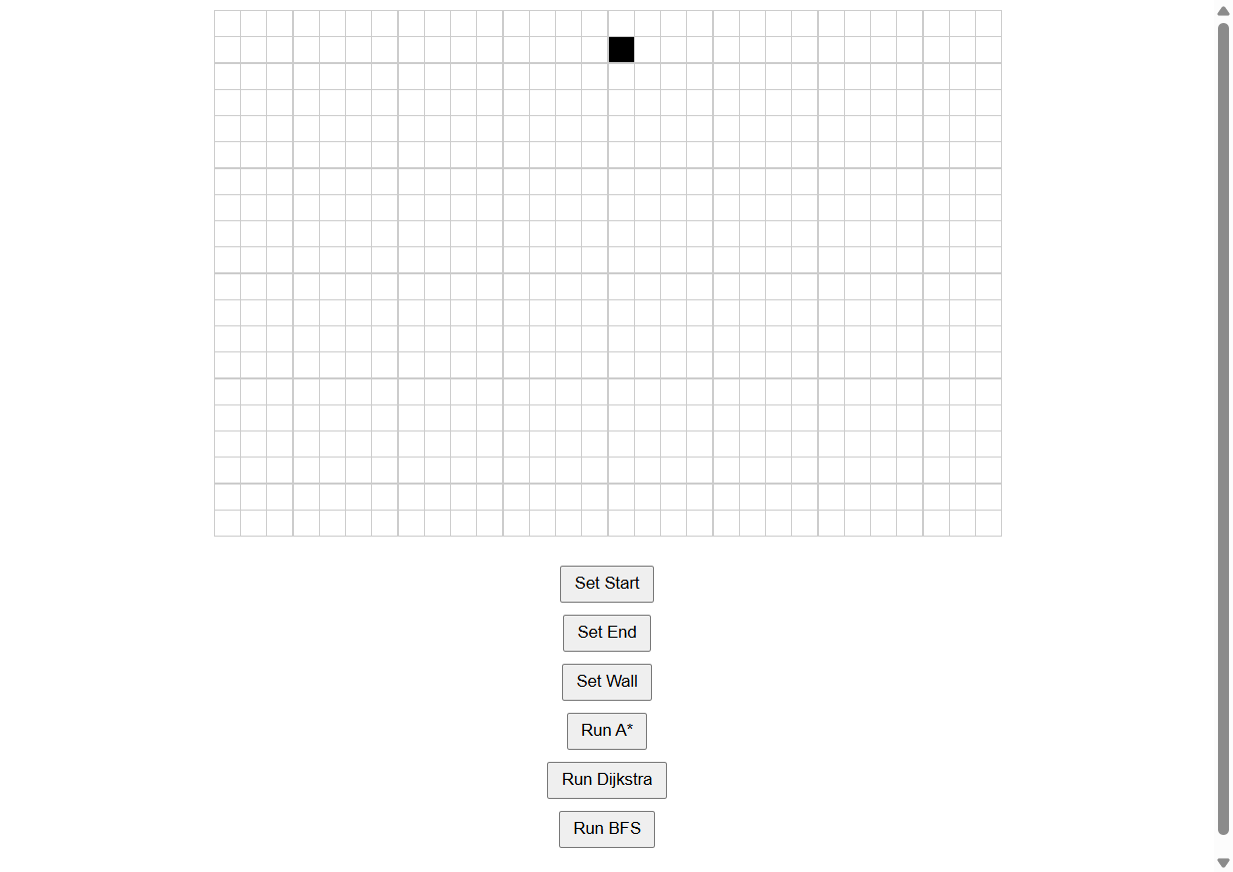 Set Start
Set End
Set Wall
Run A*
Run Dijkstra
Run BFS